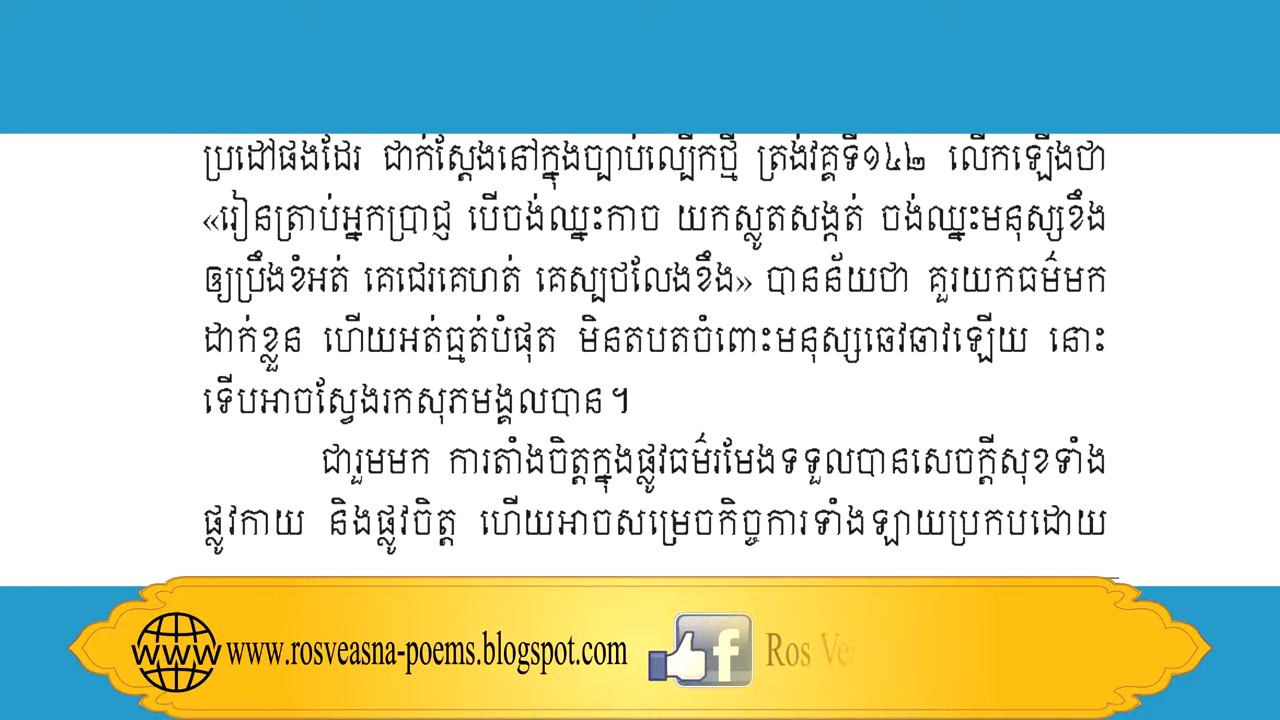 ប្រដៅផងដែរ ជាក់ស្ដែងនៅក្នុងច្បាប់ល្បើកថ្មី ត្រង់វគ្គទី១៤២ លើកឡើងថា
«រៀនត្រាប់អ្នកប្រាជ្ញ បើចង់ឈ្នះកាច យកស្លូតសង្កត់ ចង់ឈ្នះមនុស្សខឹង
ឲ្យប្រឹងខំអត់ គេជេរគេហត់ គេស្បថលែងខឹង» បានន័យថា គួរយកធម៌មក
ដាក់ខ្លួន ហើយអត់ធ្មត់បំផុត មិនតបតចំពោះមនុស្សឆេវឆាវឡើយ នោះ
ទើបអាចស្វែងរកសុភមង្គលបាន។
ជារួមមក ការតាំងចិត្តក្នុងផ្លូវធម៌រមែងទទួលបានសេចក្ដីសុខទាំង
ផ្លូវកាយ និងផ្លូវចិត្ត ហើយអាចសម្រេចកិច្ចការទាំងឡាយប្រកបដោយ
www www.rosveasna-poems.blogspot.com f Ros Ve